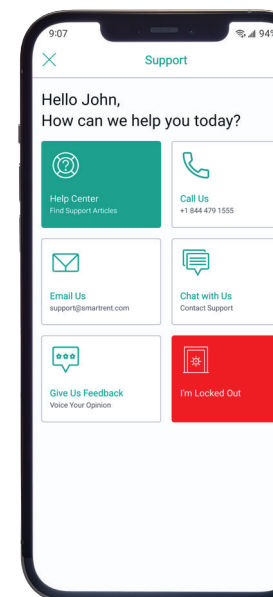 9:07
94%
Support
Hello John,
How can we help you today?
Help Center
Find Support Articles
Call Us
+1 844 479 1555
Email Us
support@smartrent.com
Chat with Us
Contact Support
Give Us Feedback
Voice Your Opinion
I'm Locked Out